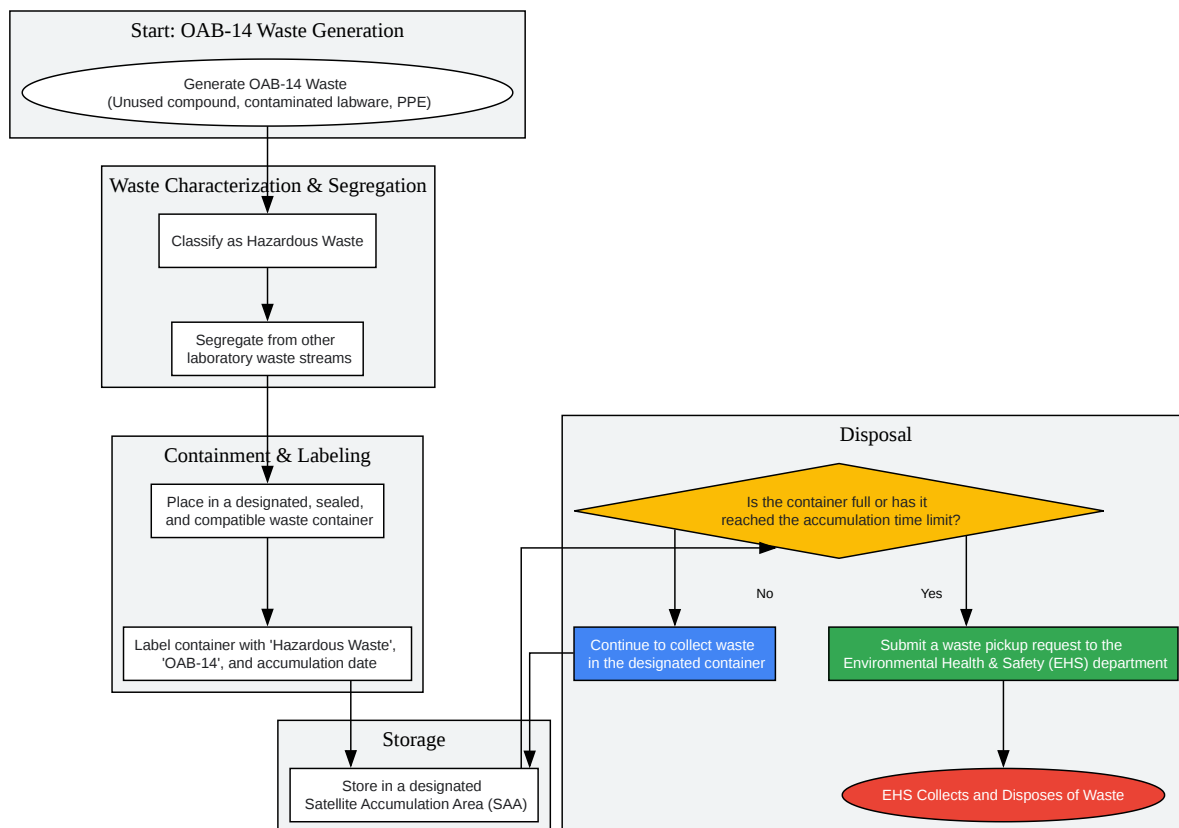 Start: OAB-14 Waste Generation
Generate OAB-14 Waste
(Unused compound, contaminated labware, PPE)
Waste Characterization & Segregation
Classify as Hazardous Waste
Segregate from other
laboratory waste streams
Containment & Labeling
Place in a designated, sealed,
and compatible waste container
Label container with 'Hazardous Waste',
'OAB-14', and accumulation date
Storage
Store in a designated
Satellite Accumulation Area (SAA)
Disposal
Is the container full or has it
reached the accumulation time limit?
No
Yes
Continue to collect waste
in the designated container
Submit a waste pickup request to the
Environmental Health & Safety (EHS) department
EHS Collects and Disposes of Waste